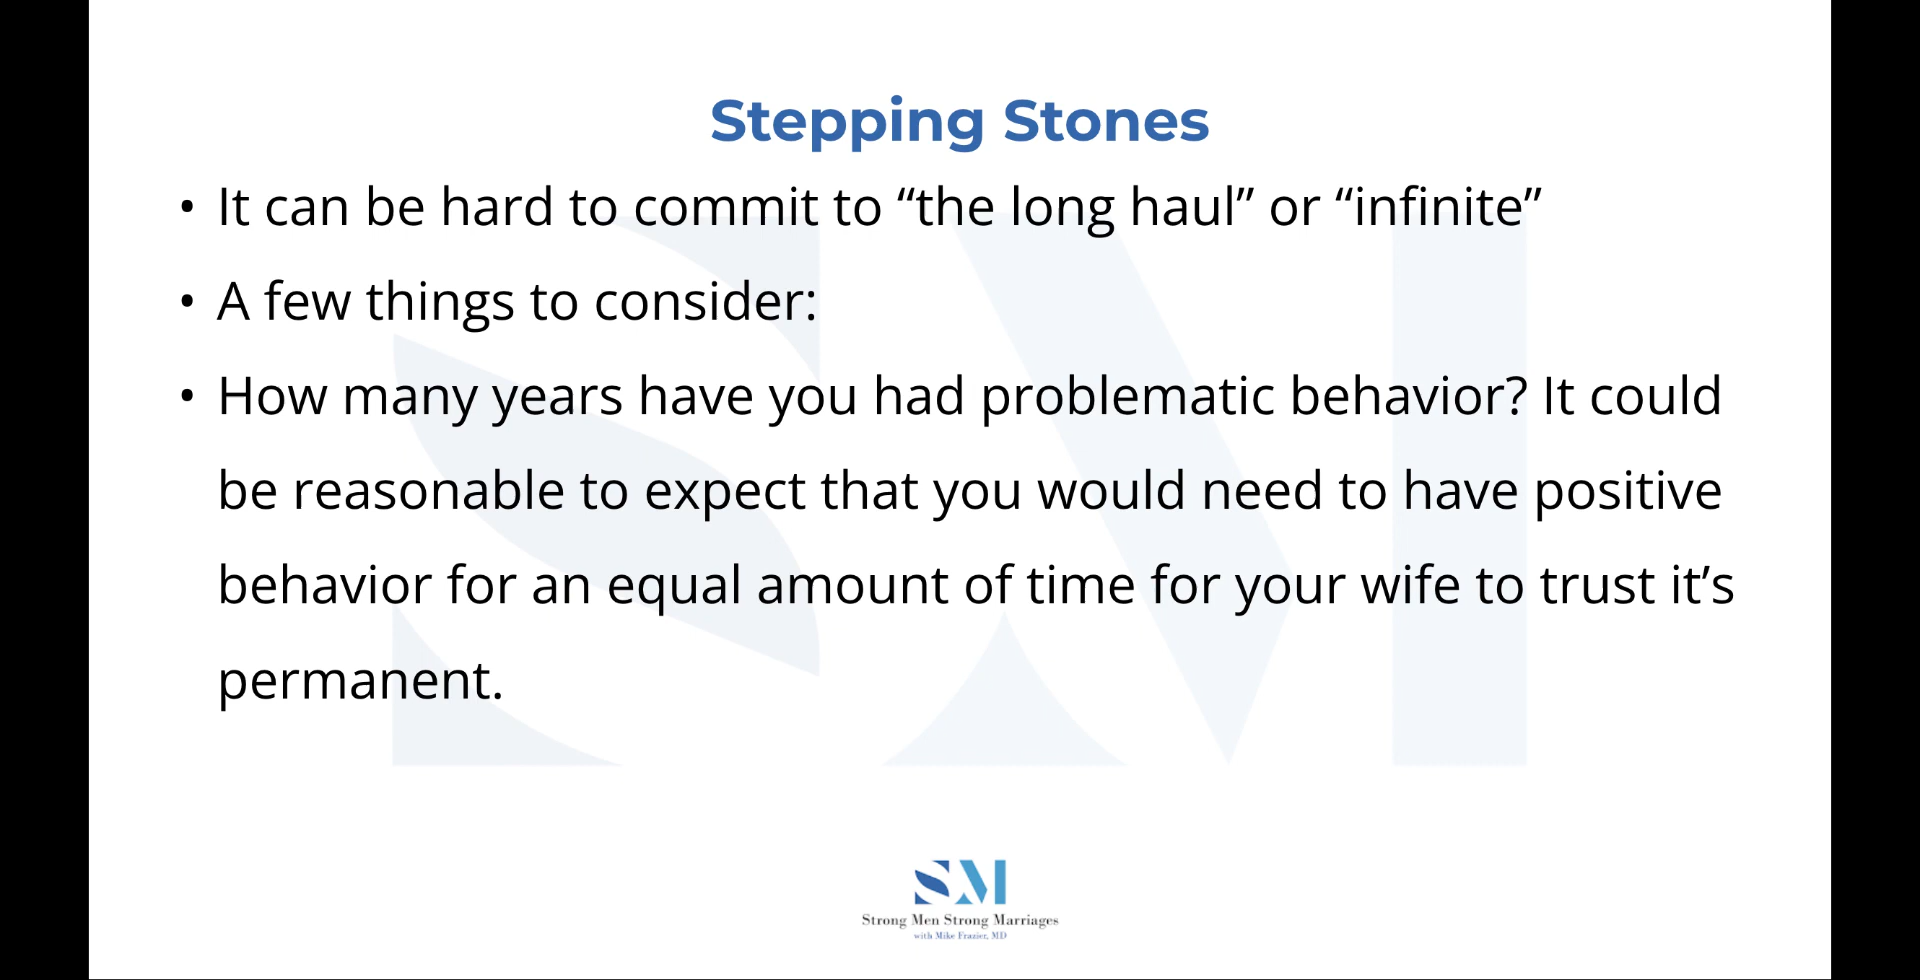 Stepping Stones
• It can be hard to commit to “the long haul” or “infinite”
• A few things to consider:
• How many years have you had problematic behavior? It could
be reasonable to expect that you would need to have positive
behavior for an equal amount of time for your wife to trust it’s
permanent.
SM
Strong Men Strong Marriages
with Mike Frazier, MD